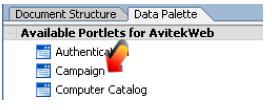 Document Structure Data Palette
Available Portlets for AvitekWeb
Campaign
Computer Catalog